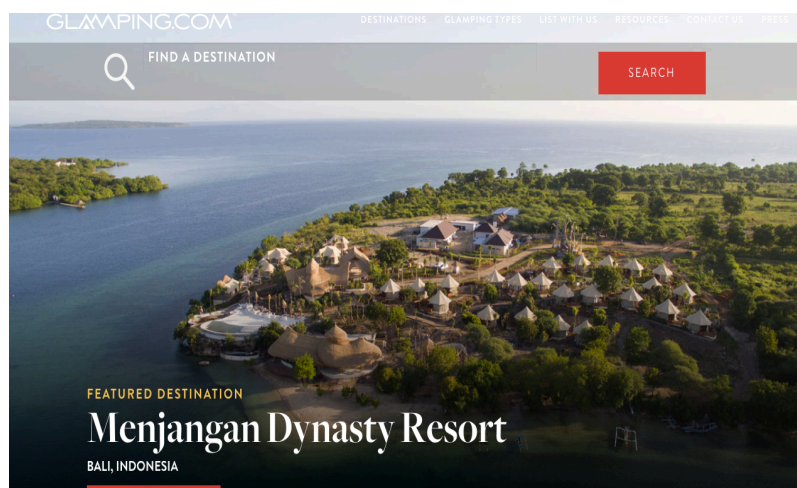 GLAMPING.COM
DESTINATIONS GLAMPING TYPES LIST WITH US RESOURCES CONTACT US PRESS
FIND A DESTINATION
SEARCH
FEATURED DESTINATION
Menjangan Dynasty Resort
BALI, INDONESIA